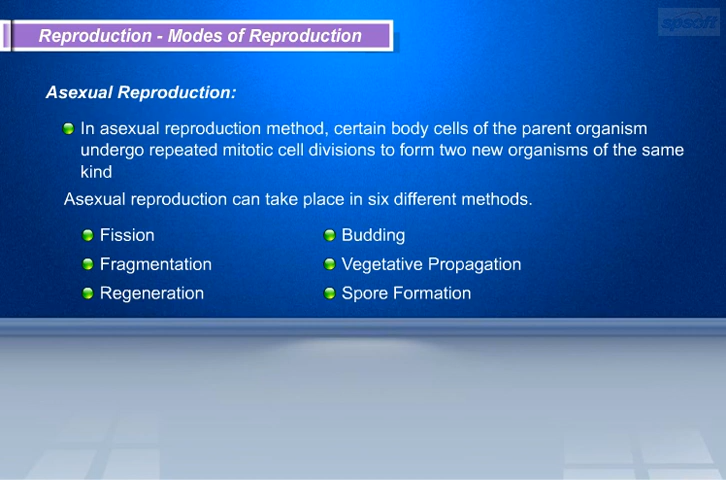 spsoft
Reproduction - Modes of Reproduction
Asexual Reproduction:
In asexual reproduction method, certain body cells of the parent organism
undergo repeated mitotic cell divisions to form two new organisms of the same
kind
Asexual reproduction can take place in six different methods.
Fission
Budding
Fragmentation
Vegetative Propagation
Regeneration
Spore Formation